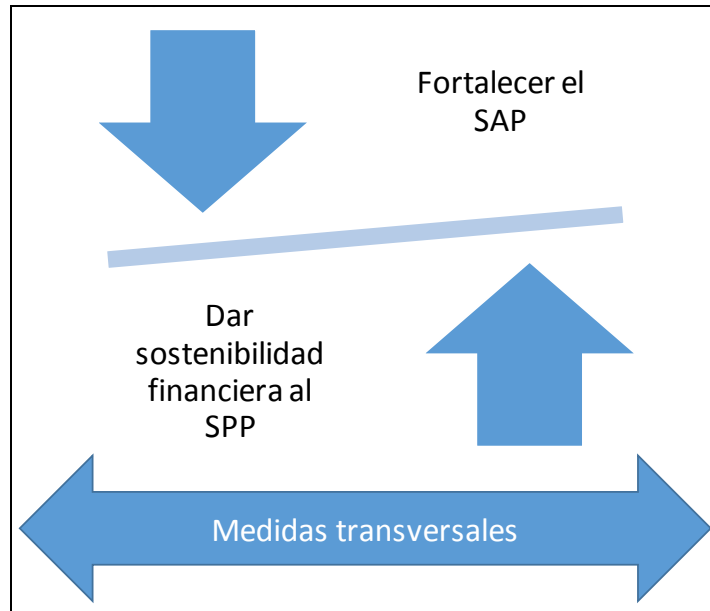 Fortalecer el
SAP
Dar
sostenibilidad
financiera al
SPP
Medidas transversales